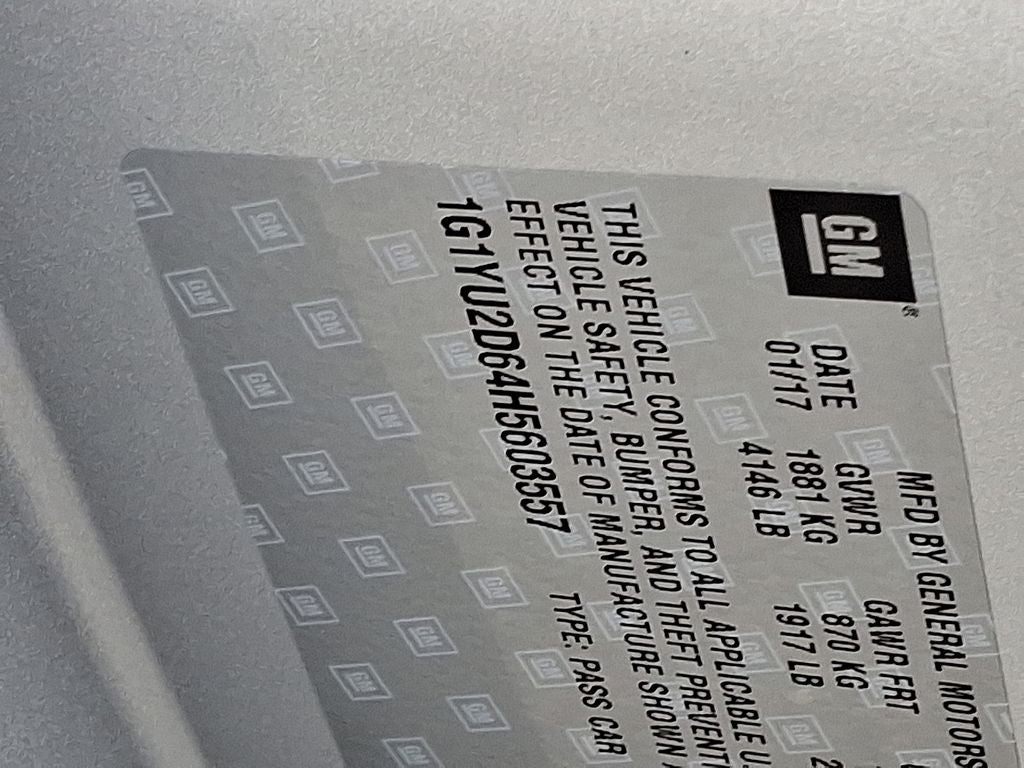 GM
MFD BY GENERAL MOTORS
DATE GVWR GAWR FRT
01/17 1881 KG 870 KG
4146 LB 1917 LB
THIS VEHICLE CONFORMS TO ALL APPLICABLE U.
VEHICLE SAFETY, BUMPER, AND THEFT PREVENTI
EFFECT ON THE DATE OF MANUFACTURE SHOWN
1G1YU2D64H5603557 TYPE: PASS CAR